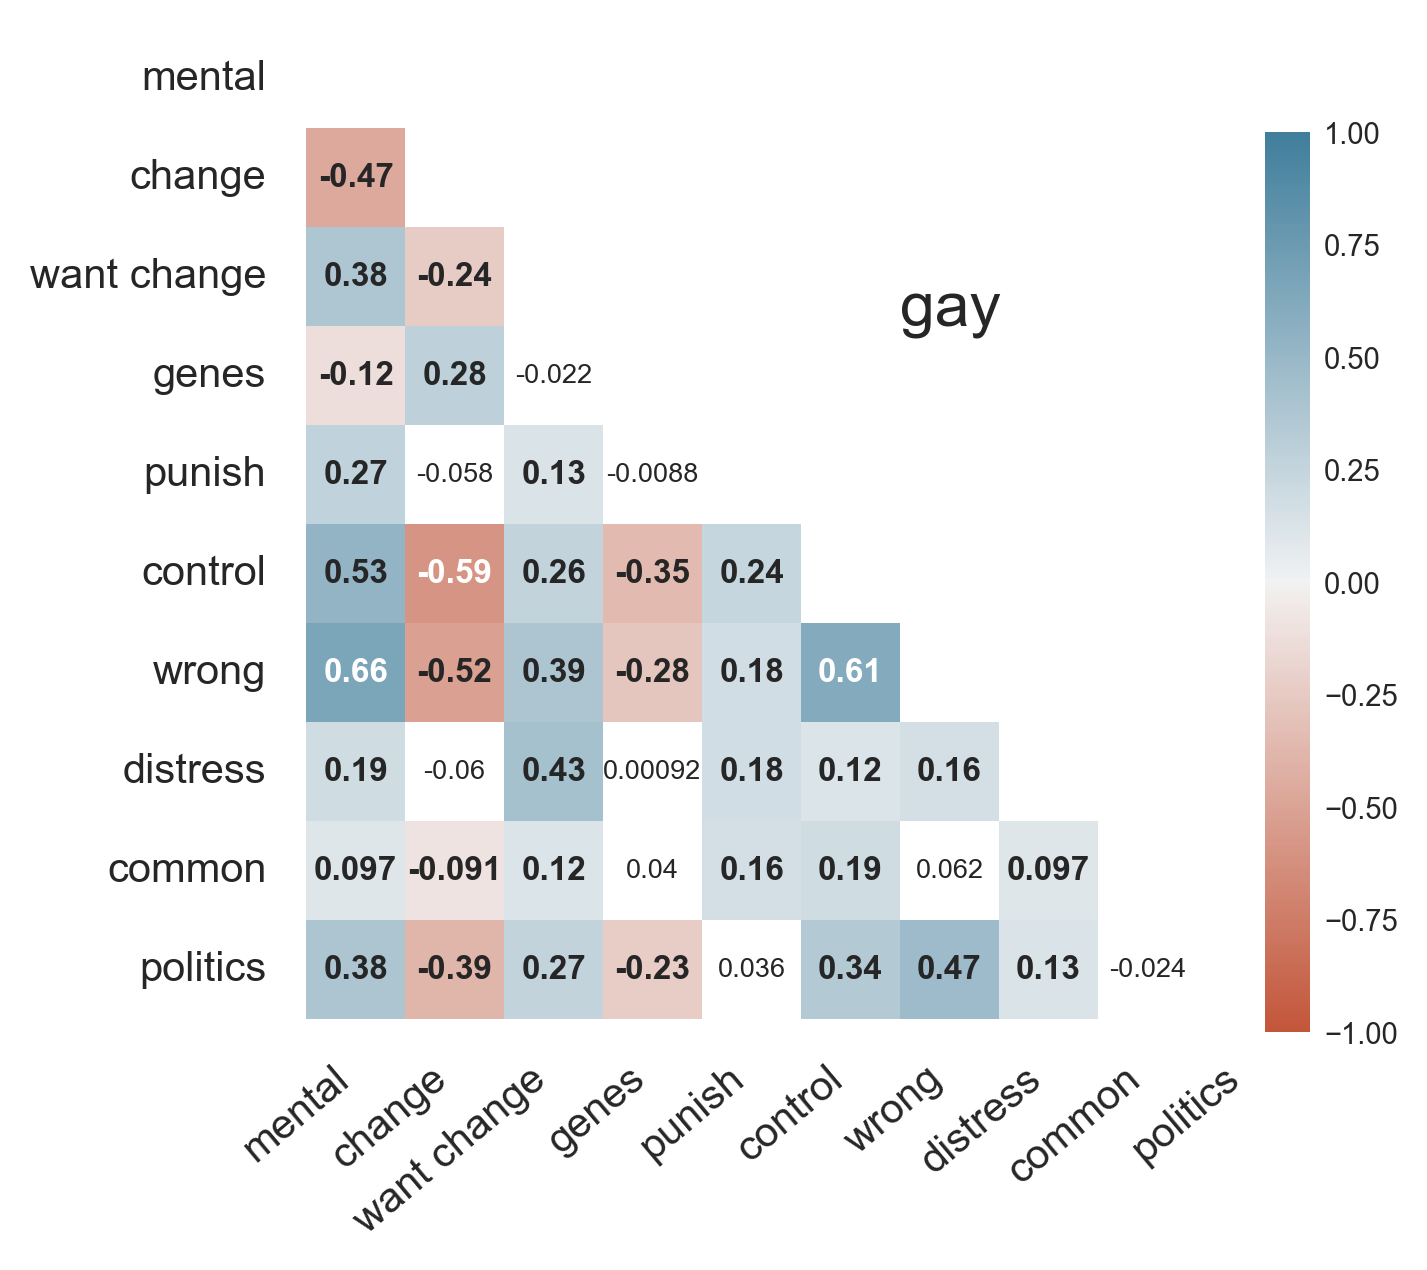 mental
change -0.47
want change 0.38 -0.24
gay
genes -0.12 0.28 -0.022
punish 0.27 -0.058 0.13 -0.0088
control 0.53 -0.59 0.26 -0.35 0.24
wrong 0.66 -0.52 0.39 -0.28 0.18 0.61
distress 0.19 -0.06 0.43 0.00092 0.18 0.12 0.16
common 0.097 -0.091 0.12 0.04 0.16 0.19 0.062 0.097
politics 0.38 -0.39 0.27 -0.23 0.036 0.34 0.47 0.13 -0.024
mental change want change genes punish control wrong distress common politics
1.00
0.75
0.50
0.25
0.00
−0.25
−0.50
−0.75
−1.00